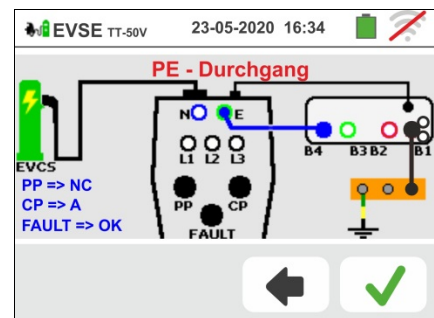 EVSE TT-50V 23-05-2020 16:34
PE - Durchgang
N E
L1 L2 L3
B4 B3 B2 B1
EVCS
PP => NC
CP => A
FAULT => OK
PP CP
FAULT